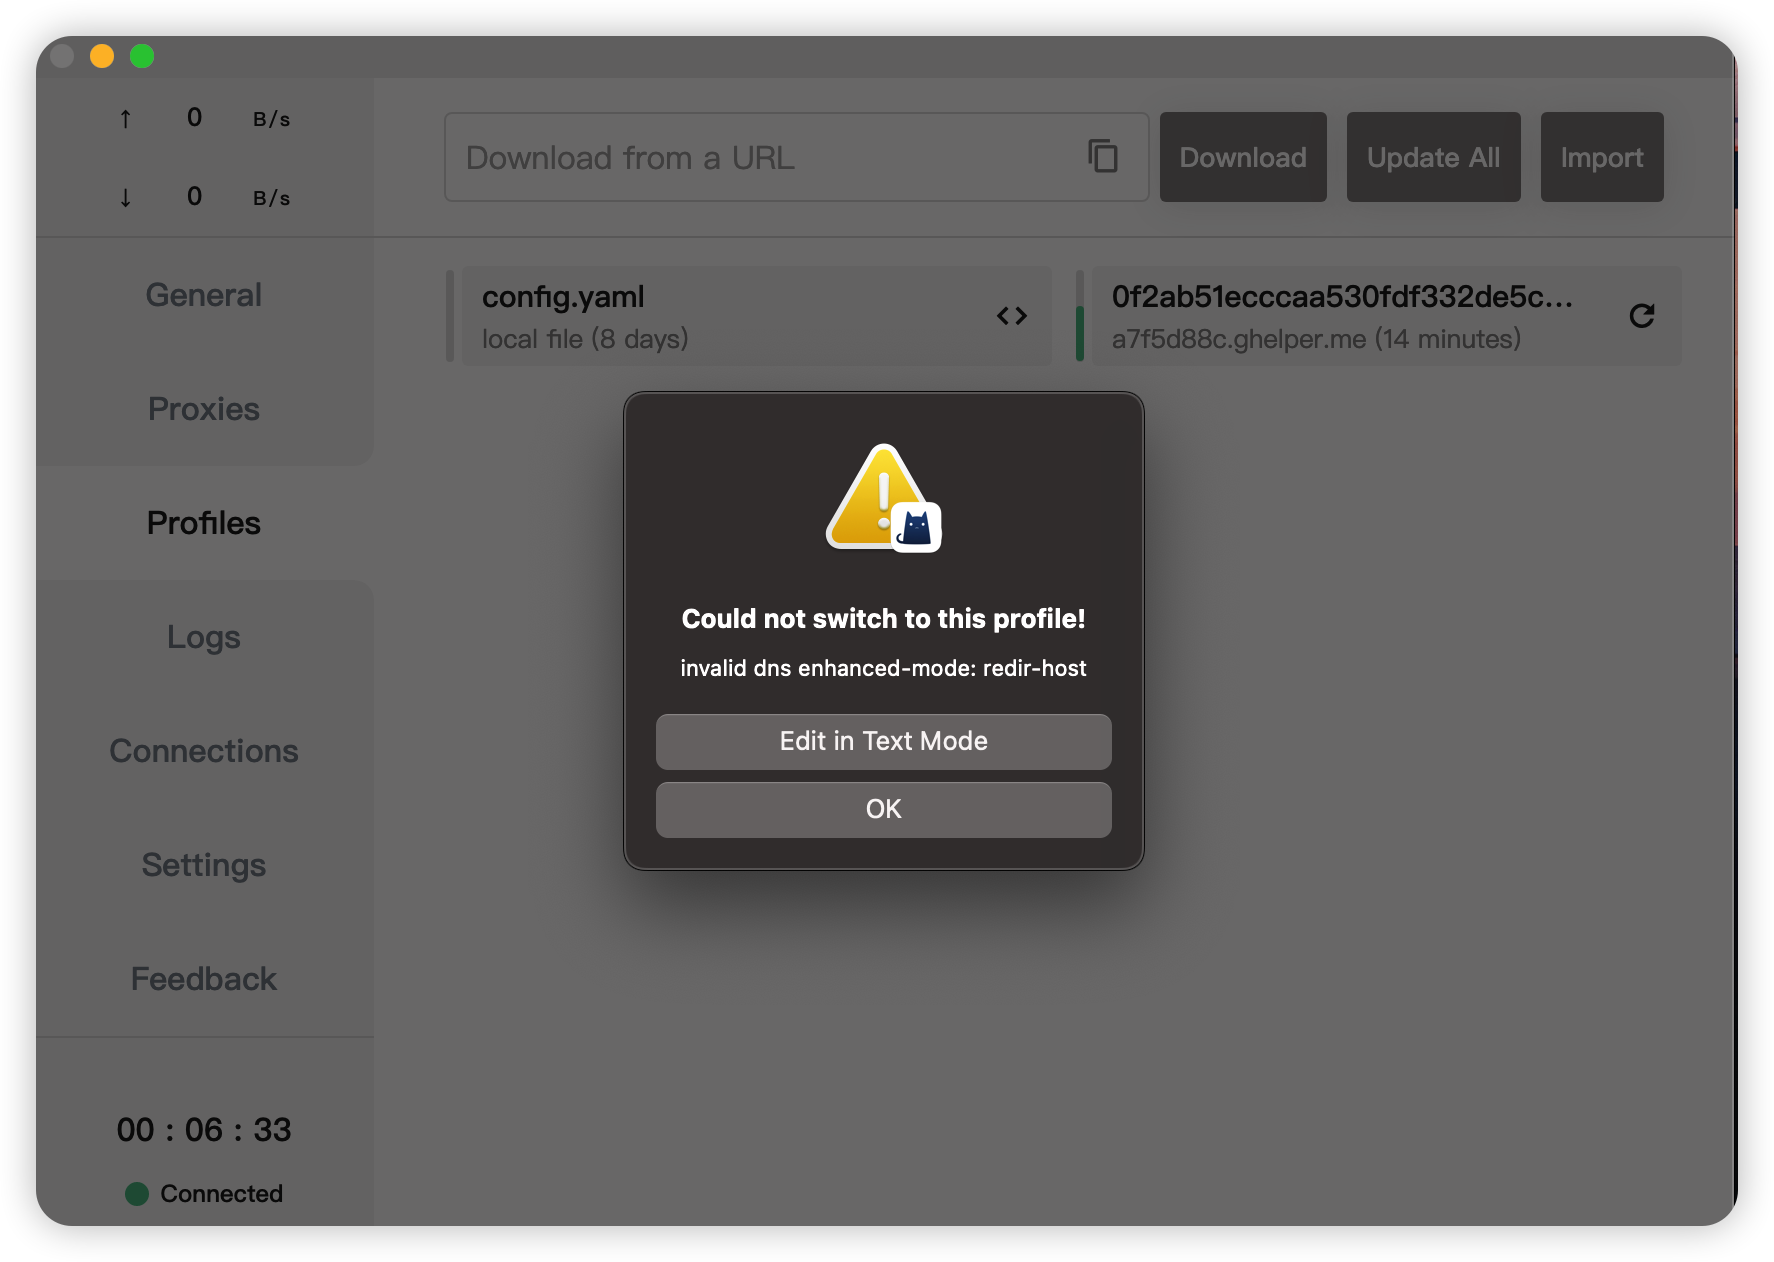 ↑ 0 B/s
↓ 0 B/s
General
Proxies
Profiles
Logs
Connections
Settings
Feedback
00 : 06 : 33
Connected
Download from a URL
Download
Update All
Import
config.yaml
local file (8 days)
0f2ab51ecccaa530fdf332de5c...
a7f5d88c.ghelper.me (14 minutes)
Could not switch to this profile!
invalid dns enhanced-mode: redir-host
Edit in Text Mode
OK